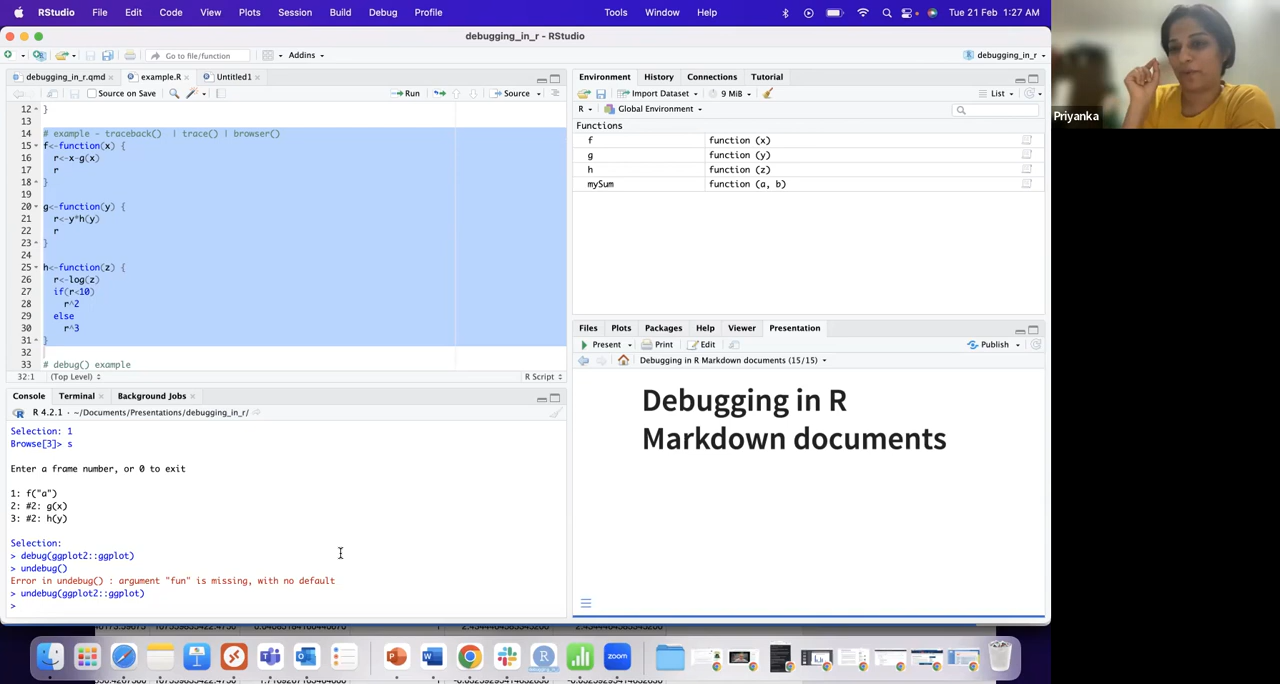 RStudio File Edit Code View Plots Session Build Debug Profile Tools Window Help Tue 21 Feb 1:27 AM
debugging_in_r - RStudio
Go to file/function Addins debugging_in_r
debugging_in_r.qmd example.R Untitled1
Source on Save Run Source
12 }
13
14 # example - traceback() | trace() | browser()
15 f<-function(x) {
16 r<-x-g(x)
17 r
18 }
19
20 g<-function(y) {
21 r<-y*h(y)
22 r
23 }
24
25 h<-function(z) {
26 r<-log(z)
27 if(r<10)
28 r^2
29 else
30 r^3
31 }
32
33 # debug() example
32:1 (Top Level) R Script
Console Terminal Background Jobs
R 4.2.1 · ~/Documents/Presentations/debugging_in_r/
Selection: 1
Browse[3]> s
Enter a frame number, or 0 to exit
1: f("a")
2: #2: g(x)
3: #2: h(y)
Selection:
> debug(ggplot2::ggplot)
> undebug()
Error in undebug() : argument "fun" is missing, with no default
> undebug(ggplot2::ggplot)
>
Environment History Connections Tutorial
Import Dataset 9 MiB List
R Global Environment
Functions
f function (x)
g function (y)
h function (z)
mySum function (a, b)
Files Plots Packages Help Viewer Presentation
Present Print Edit Publish
Debugging in R Markdown documents (15/15)
Debugging in R
Markdown documents
Priyanka
zoom